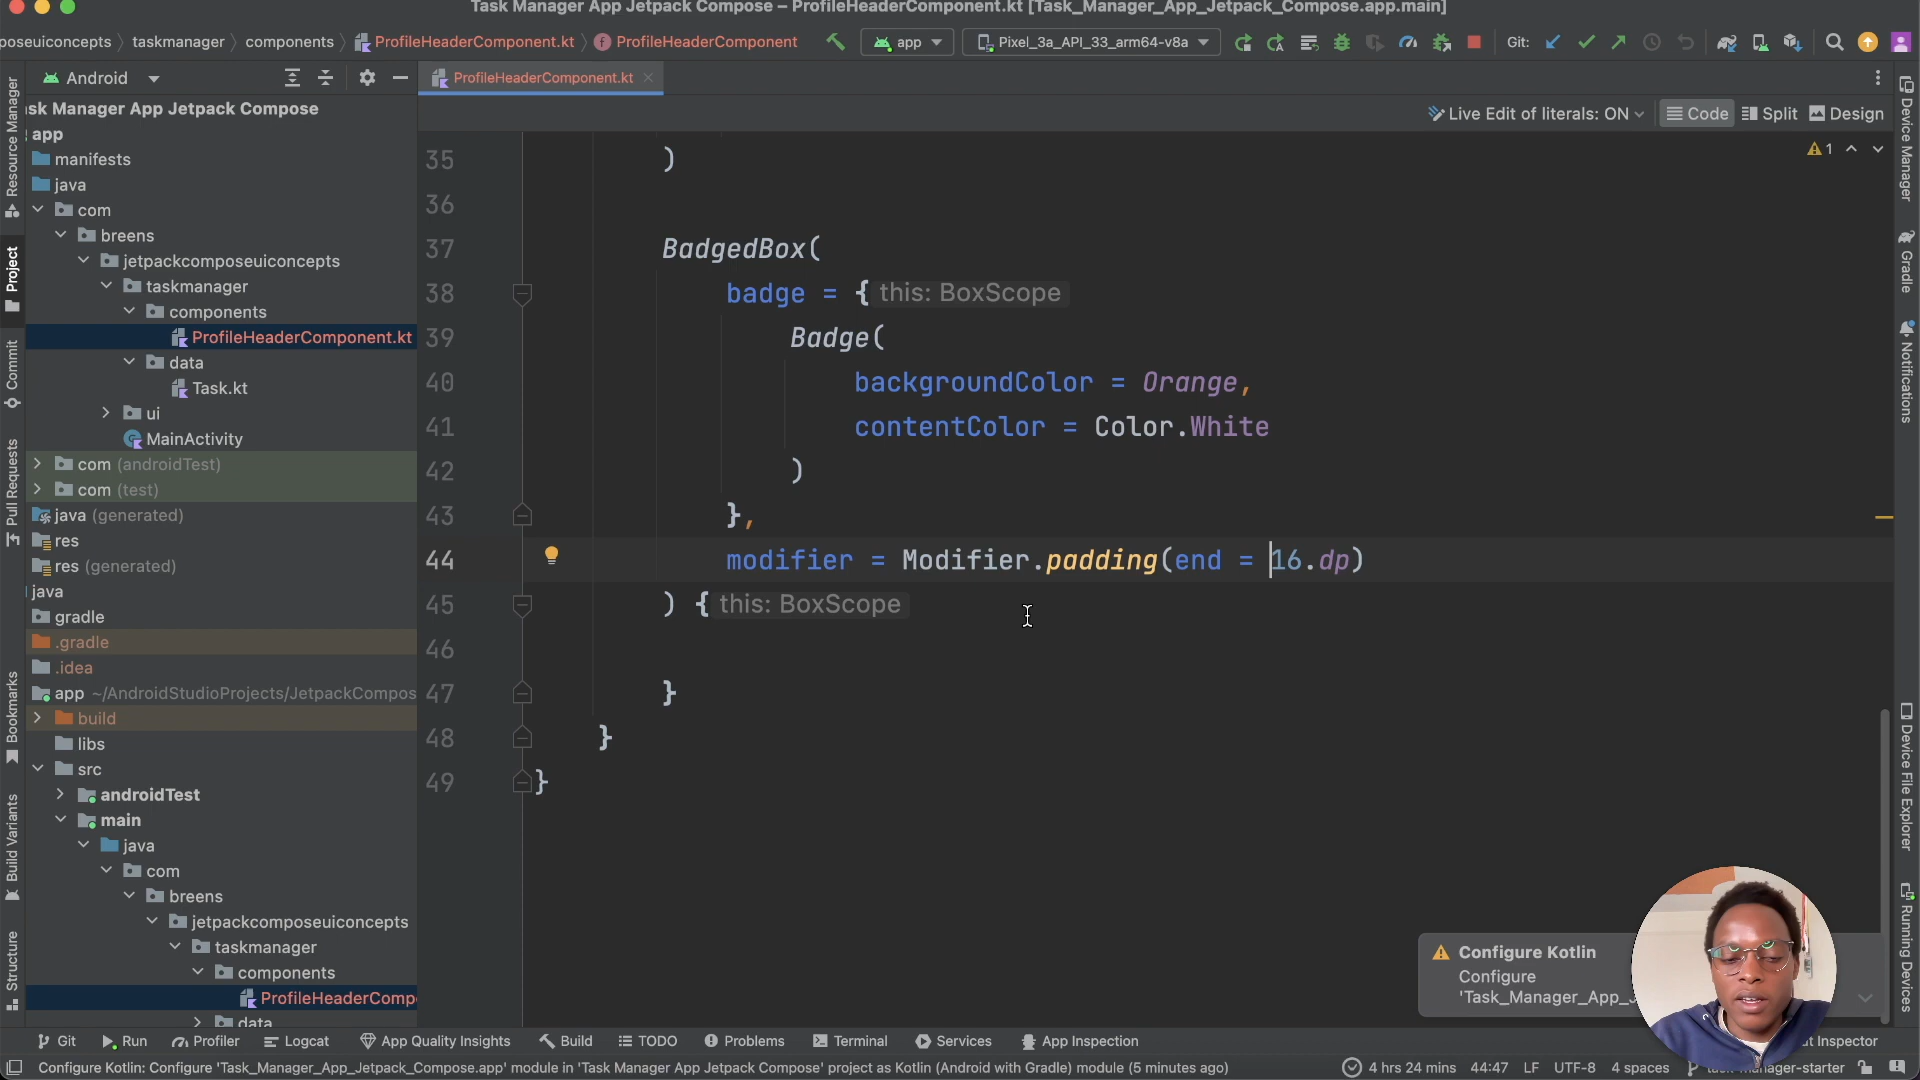 Task Manager App Jetpack Compose – ProfileHeaderComponent.kt [Task_Manager_App_Jetpack_Compose.app.main]
poseuiconcepts
taskmanager
components
ProfileHeaderComponent.kt
ProfileHeaderComponent
app
Pixel_3a_API_33_arm64-v8a
Git:
Android
ProfileHeaderComponent.kt
Live Edit of literals: ON
Code
Split
Design
sk Manager App Jetpack Compose
app
manifests
java
com
breens
jetpackcomposeuiconcepts
taskmanager
components
ProfileHeaderComponent.kt
data
Task.kt
ui
MainActivity
com (androidTest)
com (test)
java (generated)
res
res (generated)
java
gradle
.gradle
.idea
app ~/AndroidStudioProjects/JetpackCompos
build
libs
src
androidTest
main
java
com
breens
jetpackcomposeuiconcepts
taskmanager
components
ProfileHeaderComp
data
1
35 )
36
37 BadgedBox(
38 badge = { this: BoxScope
39 Badge(
40 backgroundColor = Orange,
41 contentColor = Color.White
42 )
43 },
44 modifier = Modifier.padding(end = 16.dp)
45 ) { this: BoxScope
46
47 }
48 }
49 }
Resource Manager
Project
Commit
Pull Requests
Bookmarks
Build Variants
Structure
Device Manager
Gradle
Notifications
Device File Explorer
Running Devices
Configure Kotlin
Configure
'Task_Manager_App_J
Git
Run
Profiler
Logcat
App Quality Insights
Build
TODO
Problems
Terminal
Services
App Inspection
ut Inspector
Configure Kotlin: Configure 'Task_Manager_App_Jetpack_Compose.app' module in 'Task Manager App Jetpack Compose' project as Kotlin (Android with Gradle) module (5 minutes ago)
4 hrs 24 mins
44:47
LF
UTF-8
4 spaces
task-manager-starter